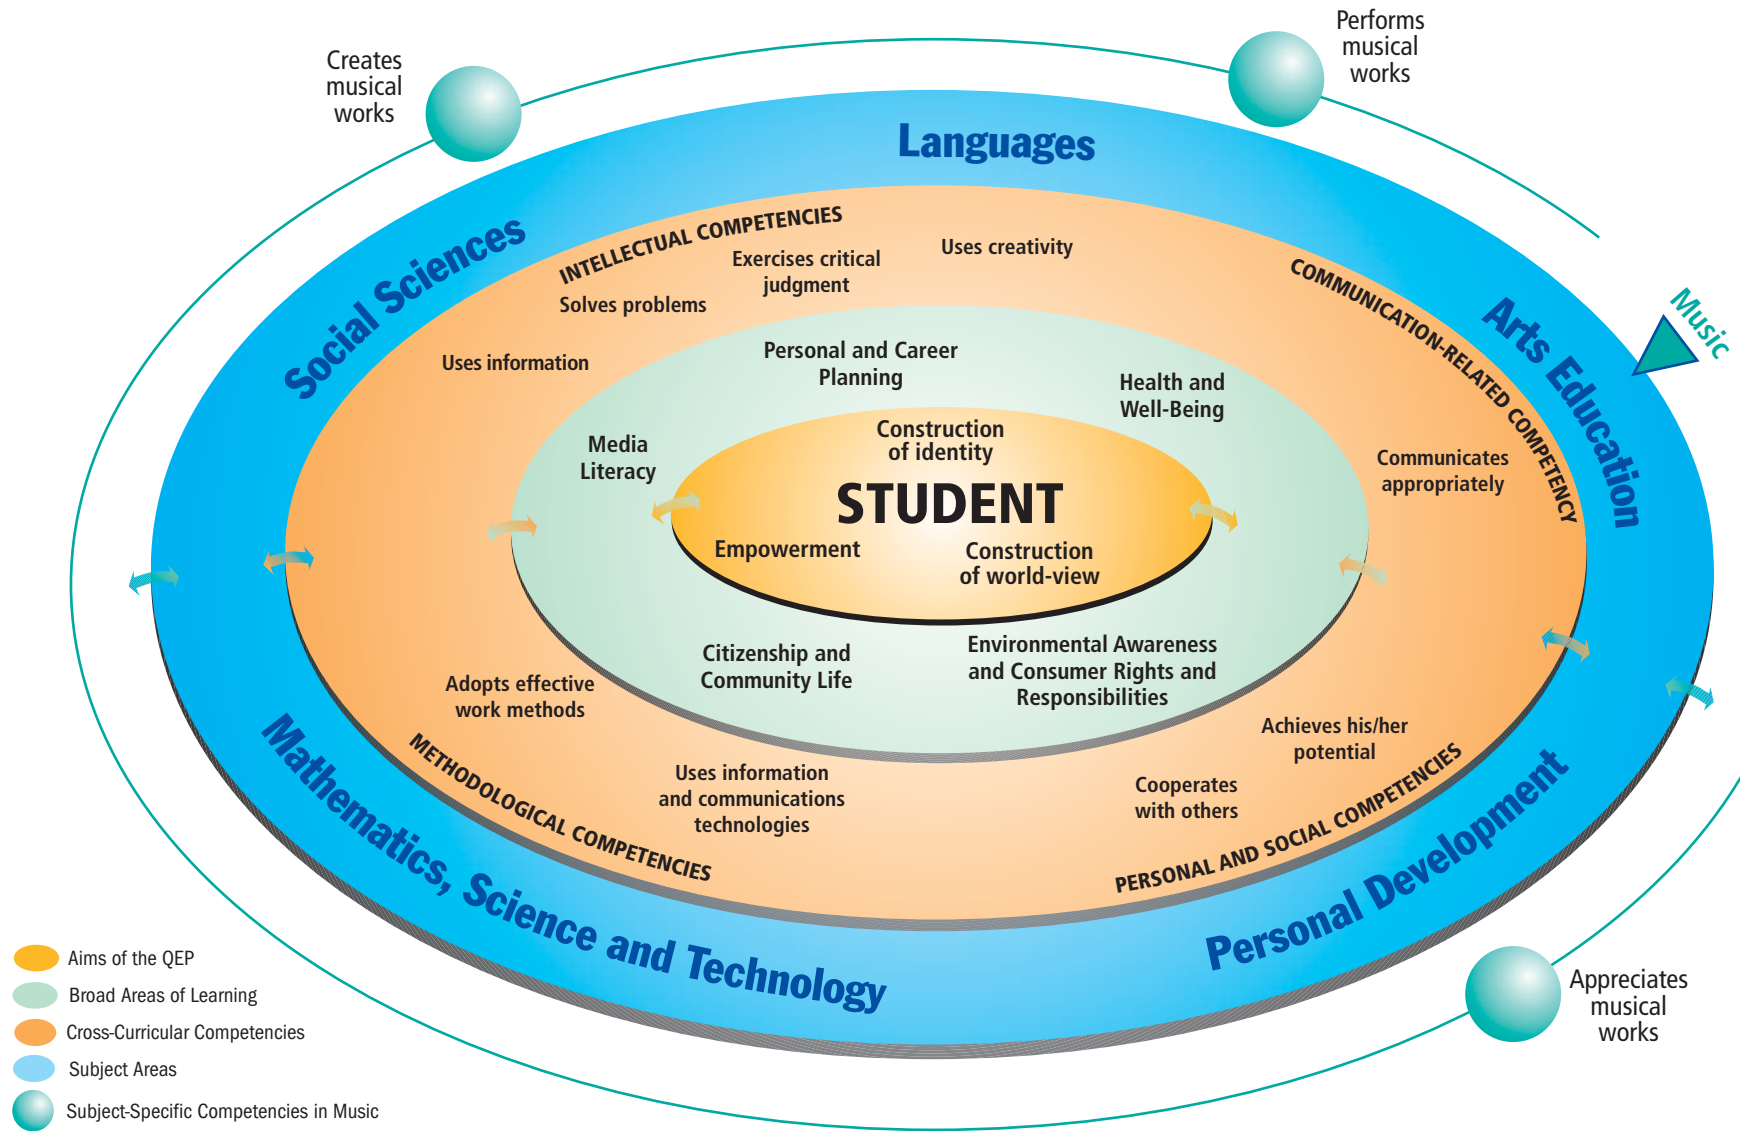 Creates
musical
works
Performs
musical
works
Languages
Social Sciences
Arts Education
Music
INTELLECTUAL COMPETENCIES
Uses creativity
Exercises critical
judgment
Solves problems
Uses information
COMMUNICATION-RELATED COMPETENCY
Communicates
appropriately
Personal and Career
Planning
Health and
Well-Being
Media
Literacy
Construction
of identity
STUDENT
Empowerment
Construction
of world-view
Citizenship and
Community Life
Environmental Awareness
and Consumer Rights and
Responsibilities
Adopts effective
work methods
METHODOLOGICAL COMPETENCIES
Uses information
and communications
technologies
Achieves his/her
potential
Cooperates
with others
PERSONAL AND SOCIAL COMPETENCIES
Mathematics, Science and Technology
Personal Development
Appreciates
musical
works
Aims of the QEP
Broad Areas of Learning
Cross-Curricular Competencies
Subject Areas
Subject-Specific Competencies in Music